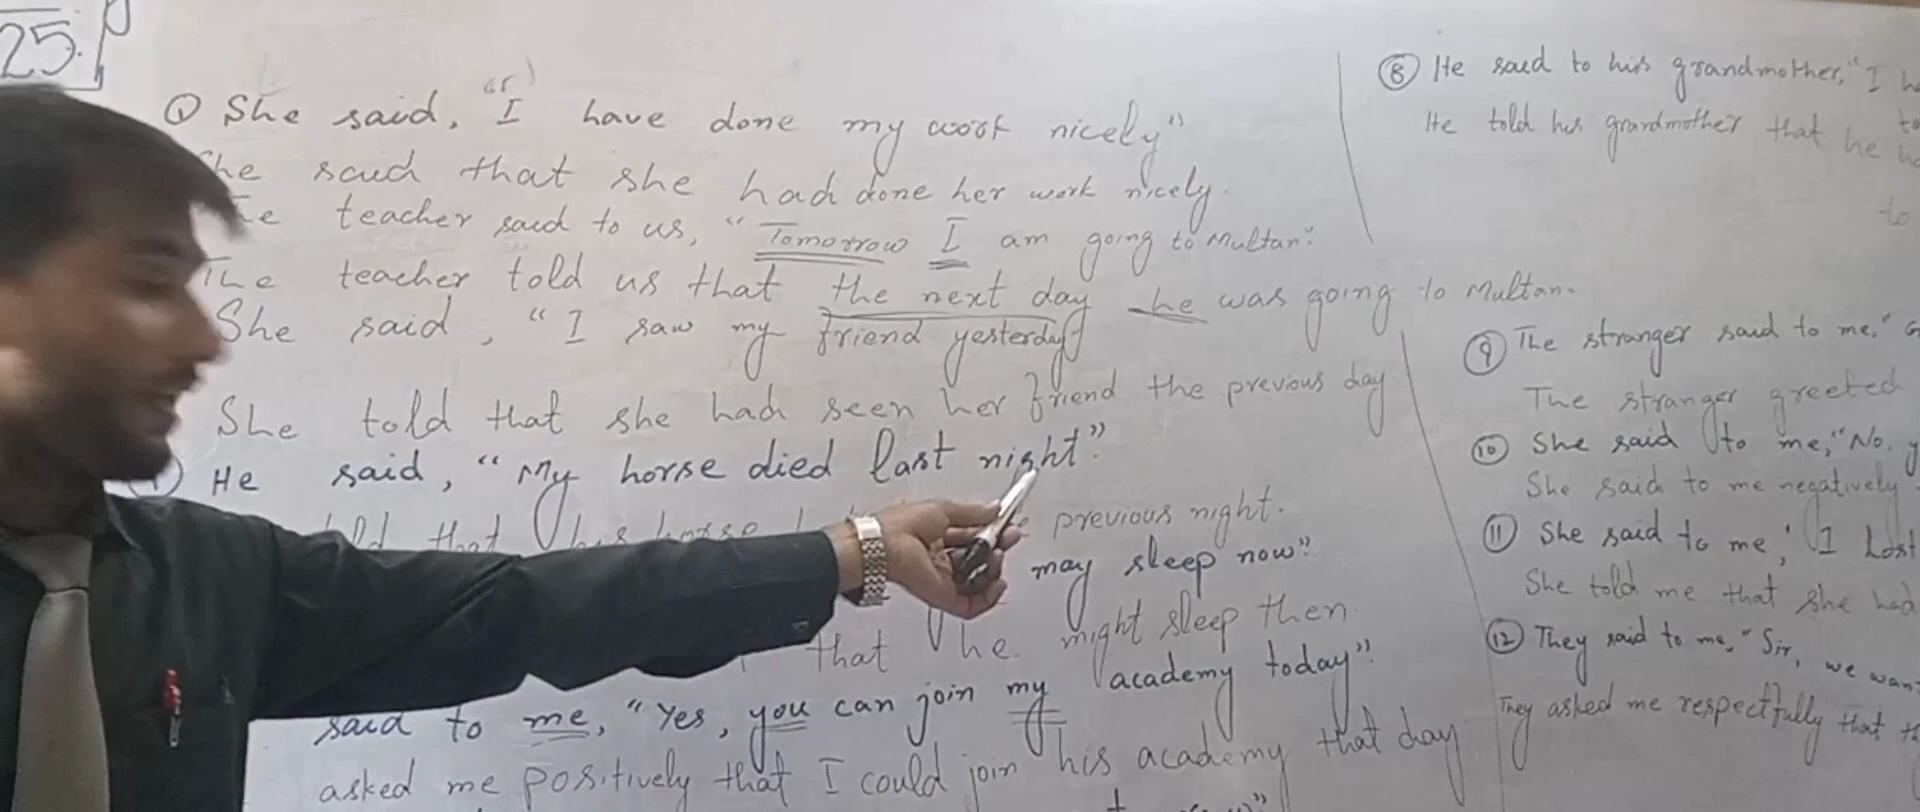 25.
① She said, "I have done my work nicely"
She said that she had done her work nicely.
The teacher said to us, "Tomorrow I am going to Multan."
The teacher told us that the next day he was going to Multan.
She said, "I saw my friend yesterday"
She told that she had seen her friend the previous day
He said, "My horse died last night".
that his horse previous night.
may sleep now".
that he might sleep then
said to me, "Yes, you can join my academy today".
asked me positively that I could join his academy that day
⑧ He said to his grandmother, "I
He told his grandmother that he
to
⑨ The stranger said to me, "
The stranger greeted
⑩ She said to me, "No,
She said to me negatively
⑪ She said to me, "I lost
She told me that she had
⑫ They said to me, "Sir, we want
They asked me respectfully that